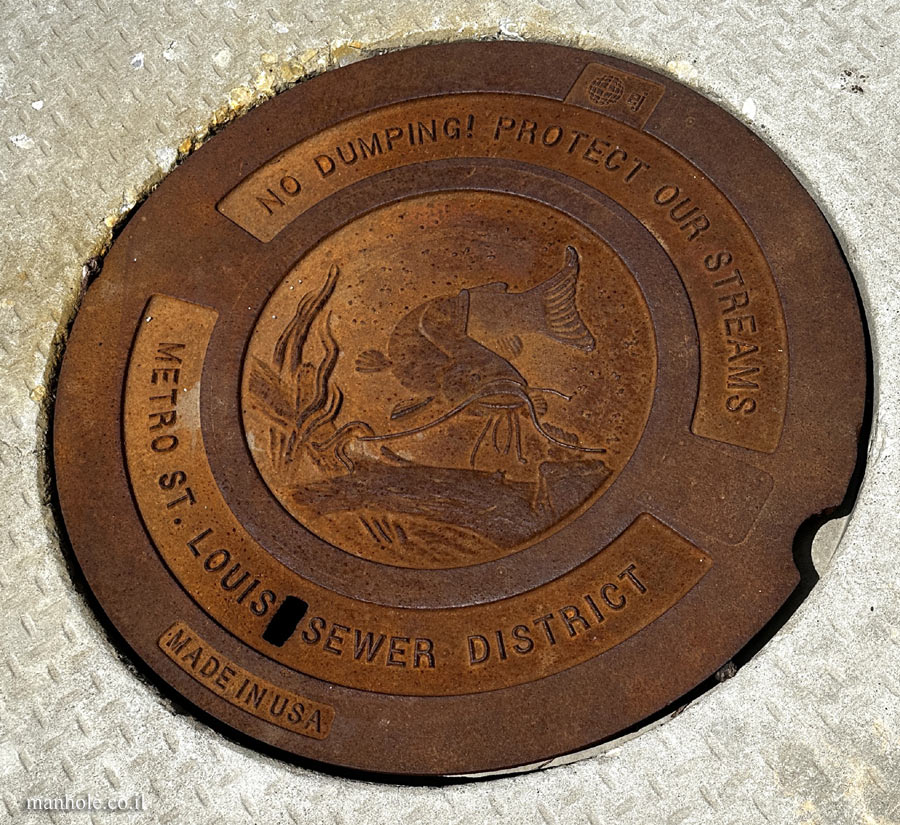 NO DUMPING! PROTECT OUR STREAMS
METRO ST. LOUIS SEWER DISTRICT
MADE IN USA
manhole.co.il